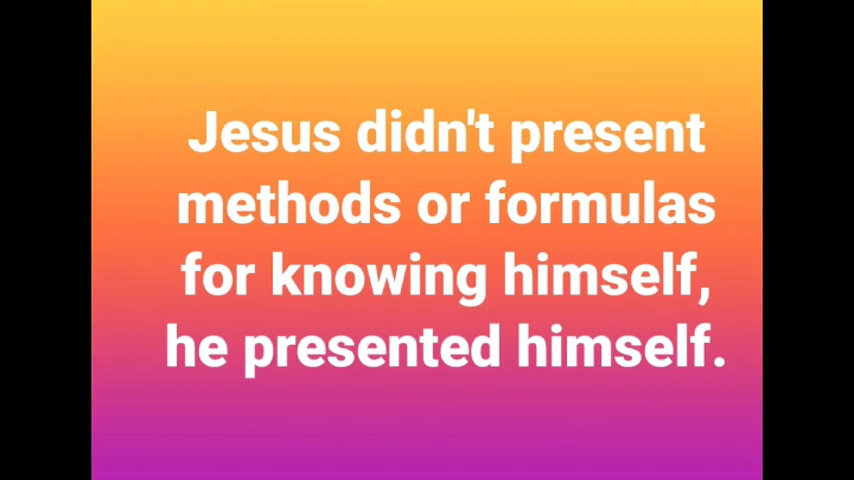 Jesus didn't present
methods or formulas
for knowing himself,
he presented himself.